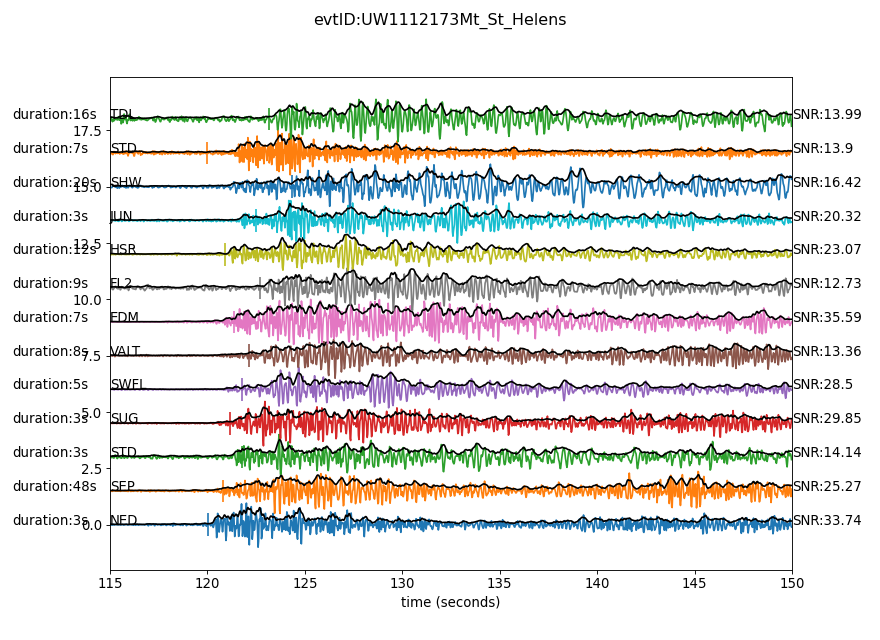 evtID:UW1112173Mt_St_Helens
duration:16s TDL SNR:13.99
17.5
duration:7s STD SNR:13.9
duration:20s SHW SNR:16.42
15.0
duration:3s JUN SNR:20.32
12.5
duration:12s HSR SNR:23.07
duration:9s FL2 SNR:12.73
10.0
duration:7s EDM SNR:35.59
duration:8s VALT SNR:13.36
7.5
duration:5s SWFL SNR:28.5
5.0
duration:3s SUG SNR:29.85
duration:3s STD SNR:14.14
2.5
duration:48s SEP SNR:25.27
duration:3s NED SNR:33.74
0.0
115 120 125 130 135 140 145 150
time (seconds)